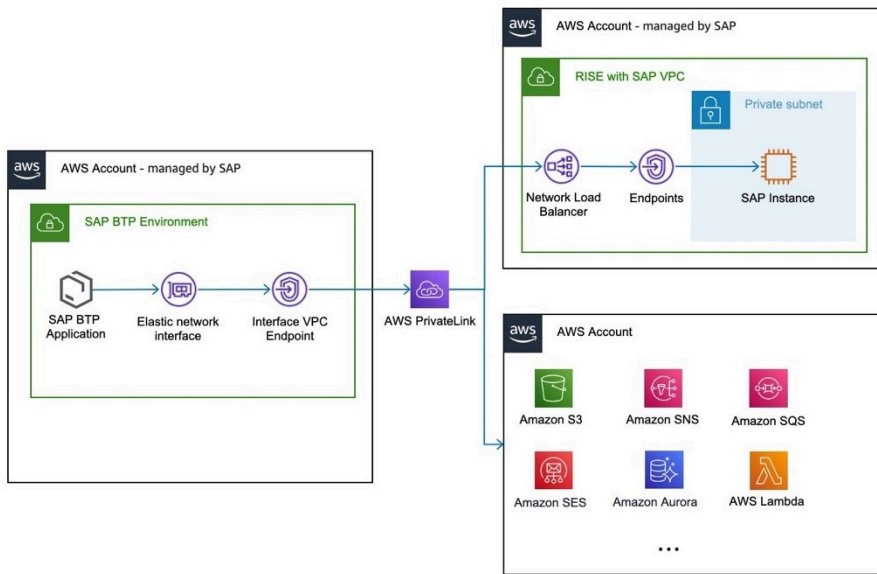 aws
AWS Account - managed by SAP
SAP BTP Environment
SAP BTP
Application
Elastic network
interface
Interface VPC
Endpoint
AWS PrivateLink
aws
AWS Account - managed by SAP
RISE with SAP VPC
Private subnet
Network Load
Balancer
Endpoints
SAP Instance
aws
AWS Account
Amazon S3
Amazon SNS
Amazon SQS
Amazon SES
Amazon Aurora
AWS Lambda
...